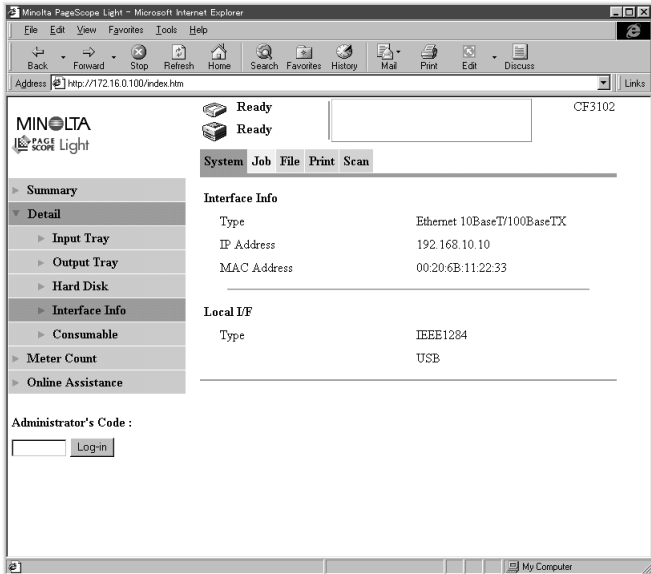 Minolta PageScope Light - Microsoft Internet Explorer
File Edit View Favorites Tools Help
Back Forward Stop Refresh Home Search Favorites History Mail Print Edit Discuss
Address http://172.16.0.100/index.htm Links
MINOLTA
PAGE SCOPE Light
Ready
Ready
CF3102
System Job File Print Scan
Summary
Detail
Input Tray
Output Tray
Hard Disk
Interface Info
Consumable
Meter Count
Online Assistance
Administrator's Code :
Log-in
Interface Info
Type Ethernet 10BaseT/100BaseTX
IP Address 192.168.10.10
MAC Address 00:20:6B:11:22:33
Local I/F
Type IEEE1284
USB
My Computer